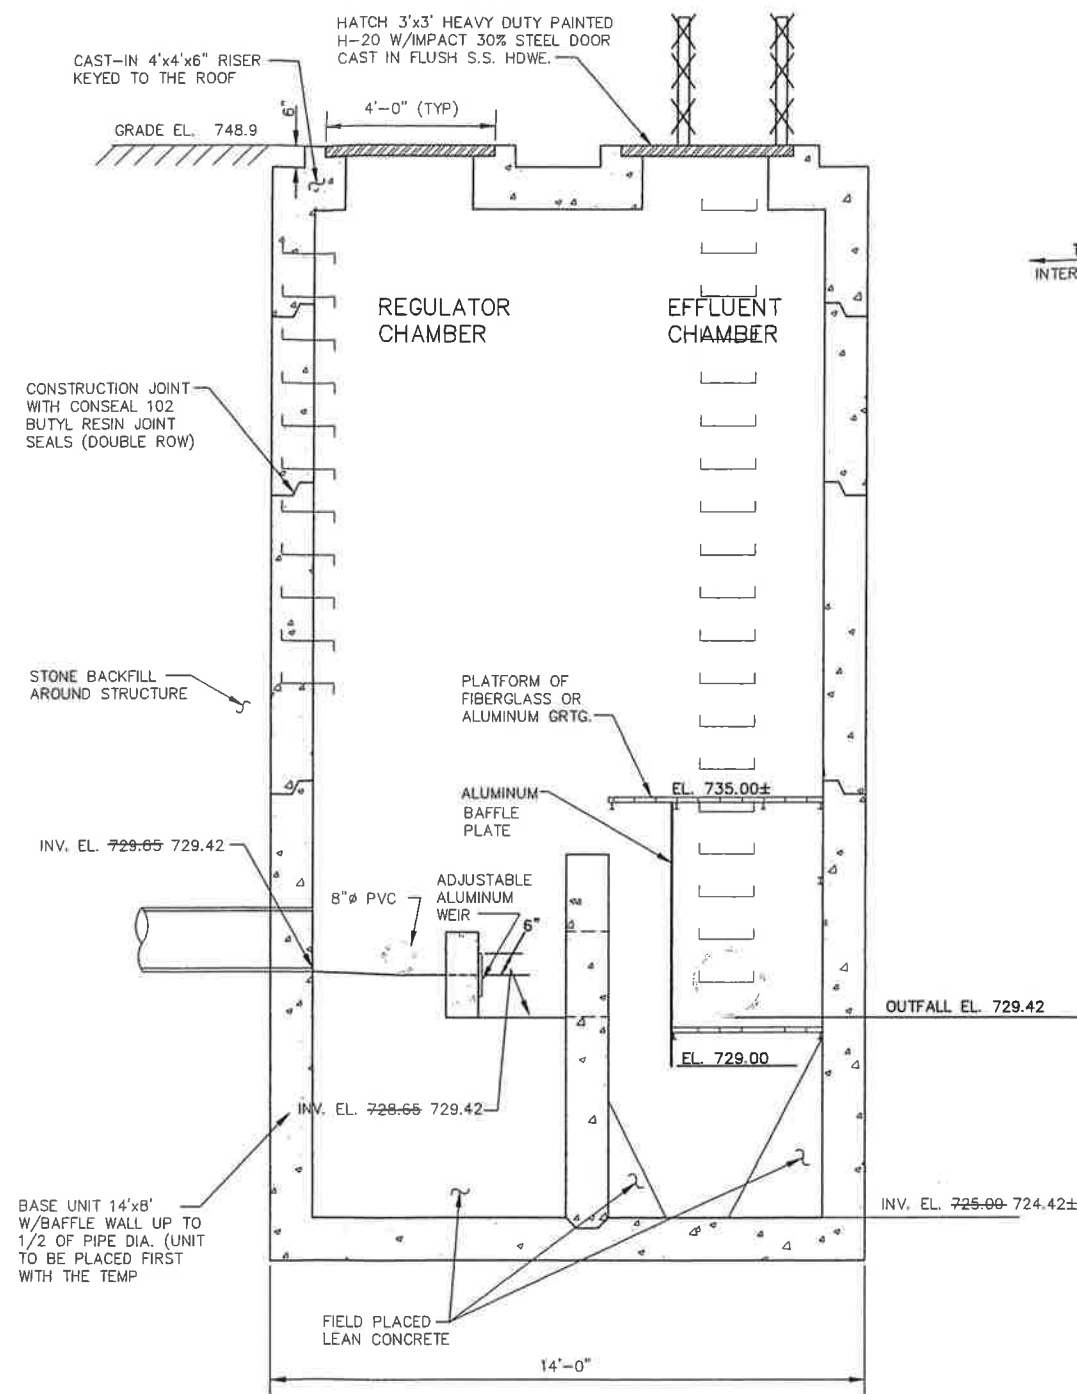 HATCH 3'x3' HEAVY DUTY PAINTED
H-20 W/IMPACT 30% STEEL DOOR
CAST IN FLUSH S.S. HDWE.
CAST-IN 4'x4'x6" RISER
KEYED TO THE ROOF
6"
4'-0" (TYP)
GRADE EL. 748.9
INTER
REGULATOR
CHAMBER
EFFLUENT
CHAMBER
CONSTRUCTION JOINT
WITH CONSEAL 102
BUTYL RESIN JOINT
SEALS (DOUBLE ROW)
STONE BACKFILL
AROUND STRUCTURE
PLATFORM OF
FIBERGLASS OR
ALUMINUM GRTG.
EL. 735.00±
ALUMINUM
BAFFLE
PLATE
INV. EL. 729.65 729.42
8"ø PVC
ADJUSTABLE
ALUMINUM
WEIR
6"
OUTFALL EL. 729.42
EL. 729.00
INV. EL. 728.65 729.42
BASE UNIT 14'x8'
W/BAFFLE WALL UP TO
1/2 OF PIPE DIA. (UNIT
TO BE PLACED FIRST
WITH THE TEMP
INV. EL. 725.00 724.42±
FIELD PLACED
LEAN CONCRETE
14'-0"